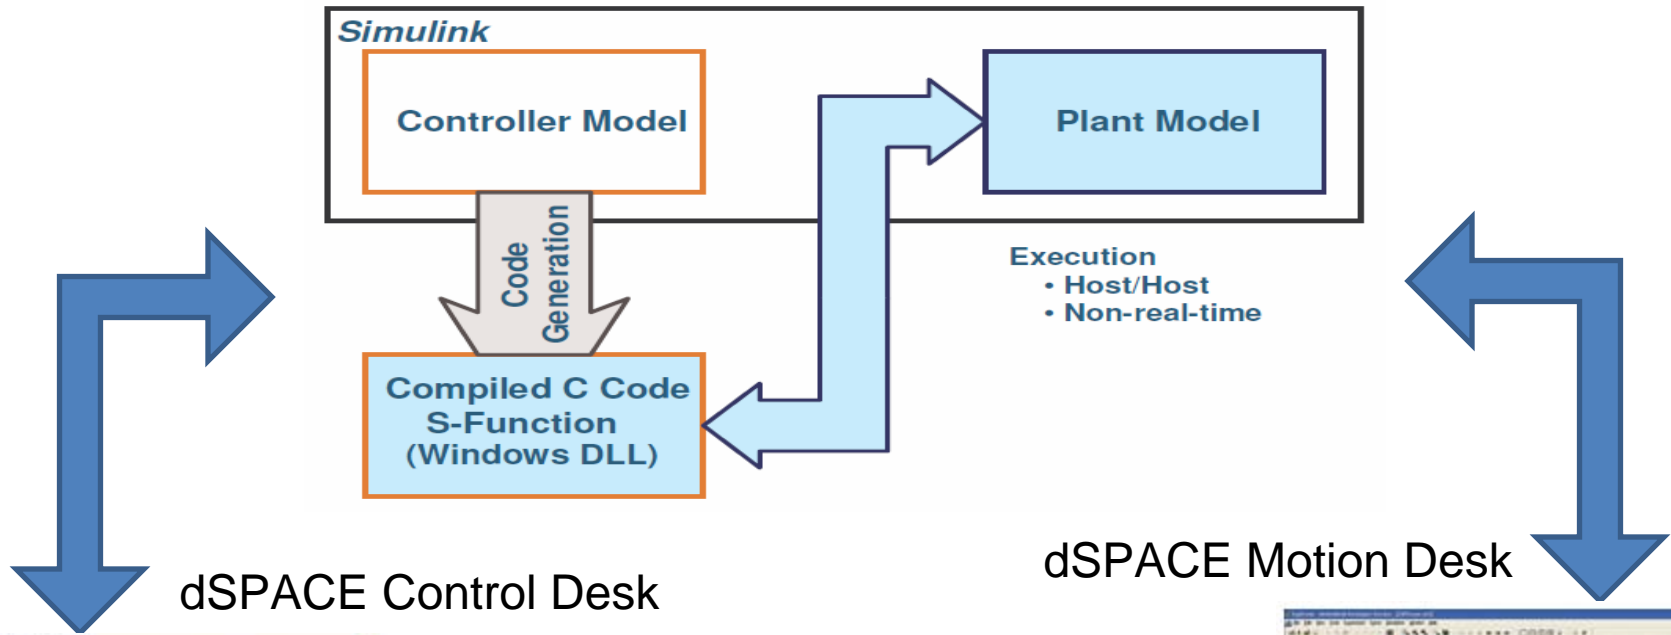 Simulink
Controller Model
Plant Model
Code
Generation
Execution
• Host/Host
• Non-real-time
Compiled C Code
S-Function
(Windows DLL)
dSPACE Control Desk
dSPACE Motion Desk